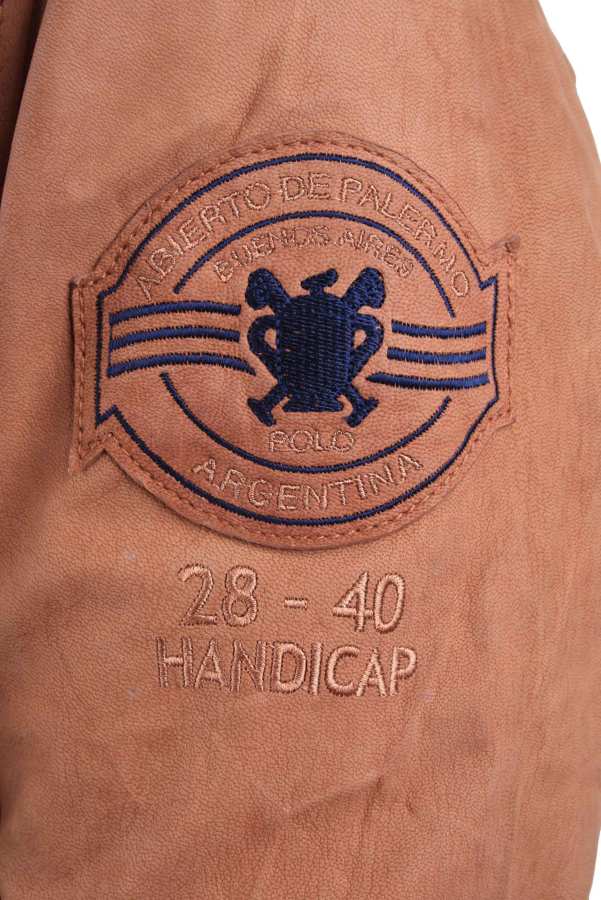 ABIERTO DE PALERMO
BUENOS AIRES
POLO
ARGENTINA
28 - 40
HANDICAP